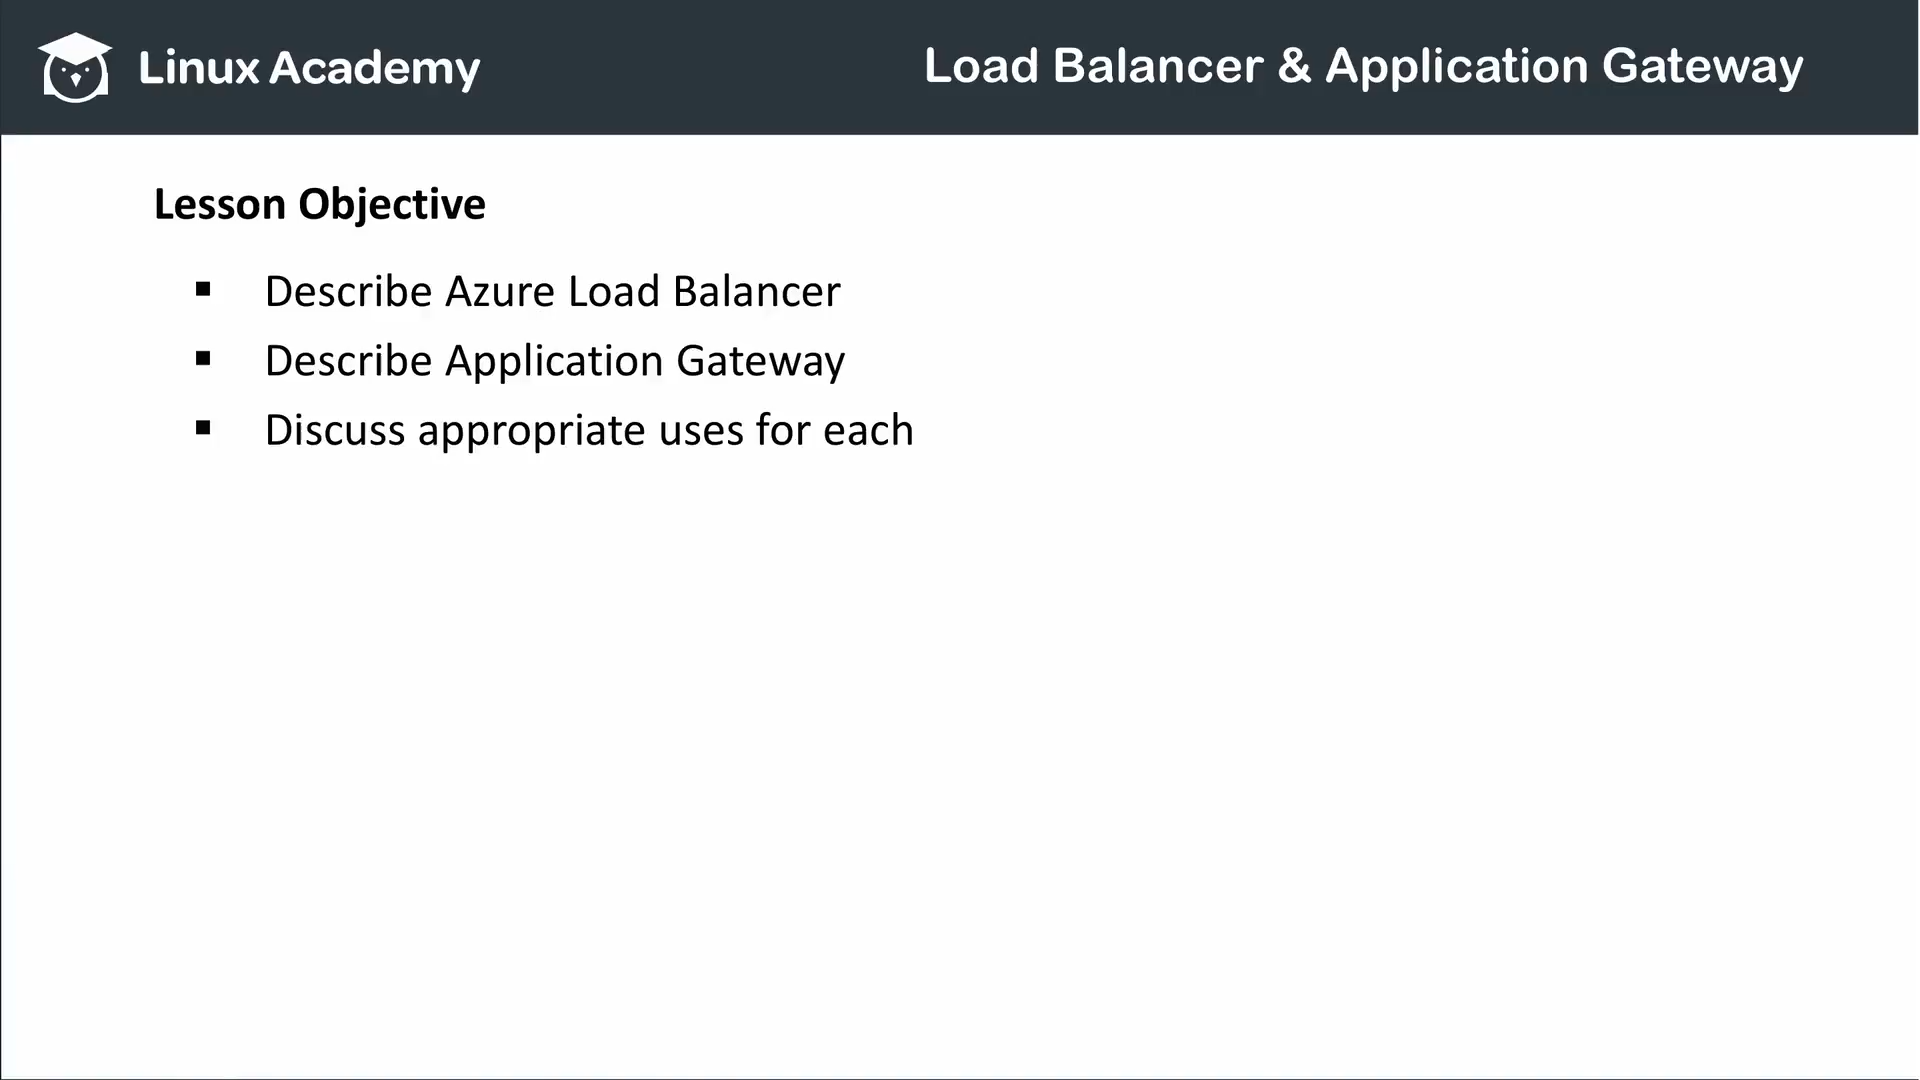 Linux Academy
Load Balancer & Application Gateway
Lesson Objective
Describe Azure Load Balancer
Describe Application Gateway
Discuss appropriate uses for each